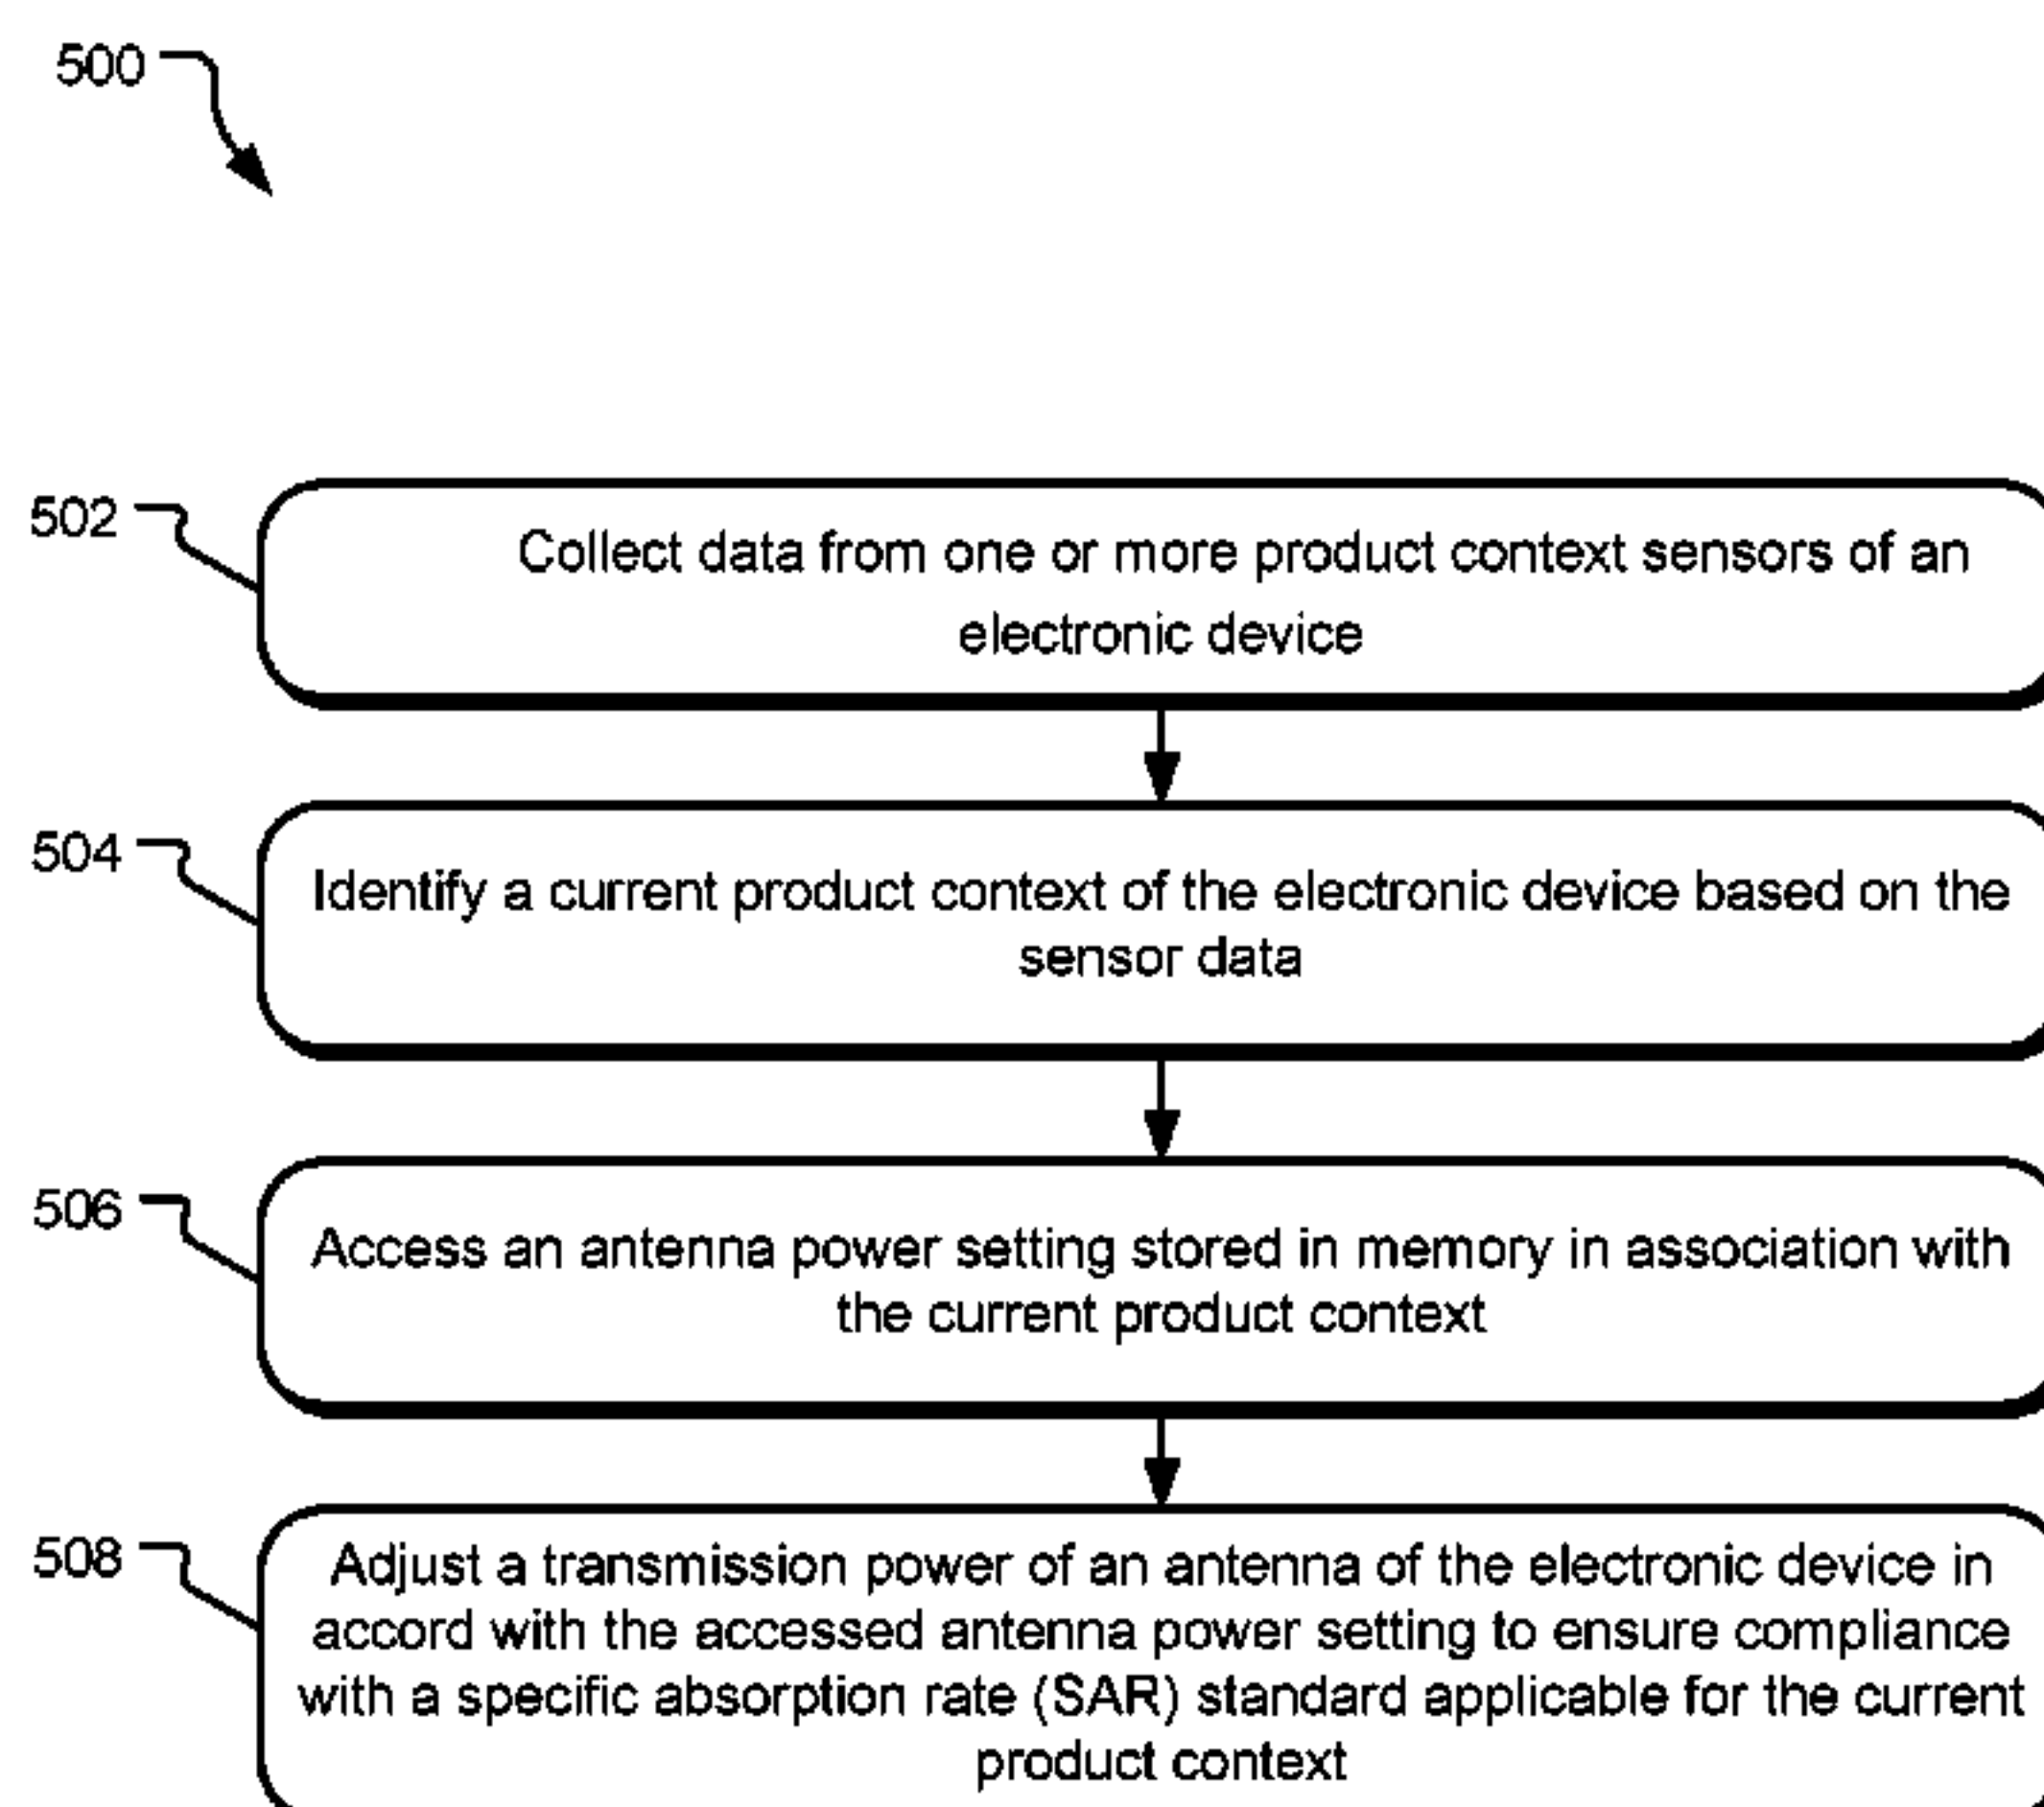 500
502
Collect data from one or more product context sensors of an
electronic device
504
Identify a current product context of the electronic device based on the
sensor data
506
Access an antenna power setting stored in memory in association with
the current product context
508
Adjust a transmission power of an antenna of the electronic device in
accord with the accessed antenna power setting to ensure compliance
with a specific absorption rate (SAR) standard applicable for the current
product context